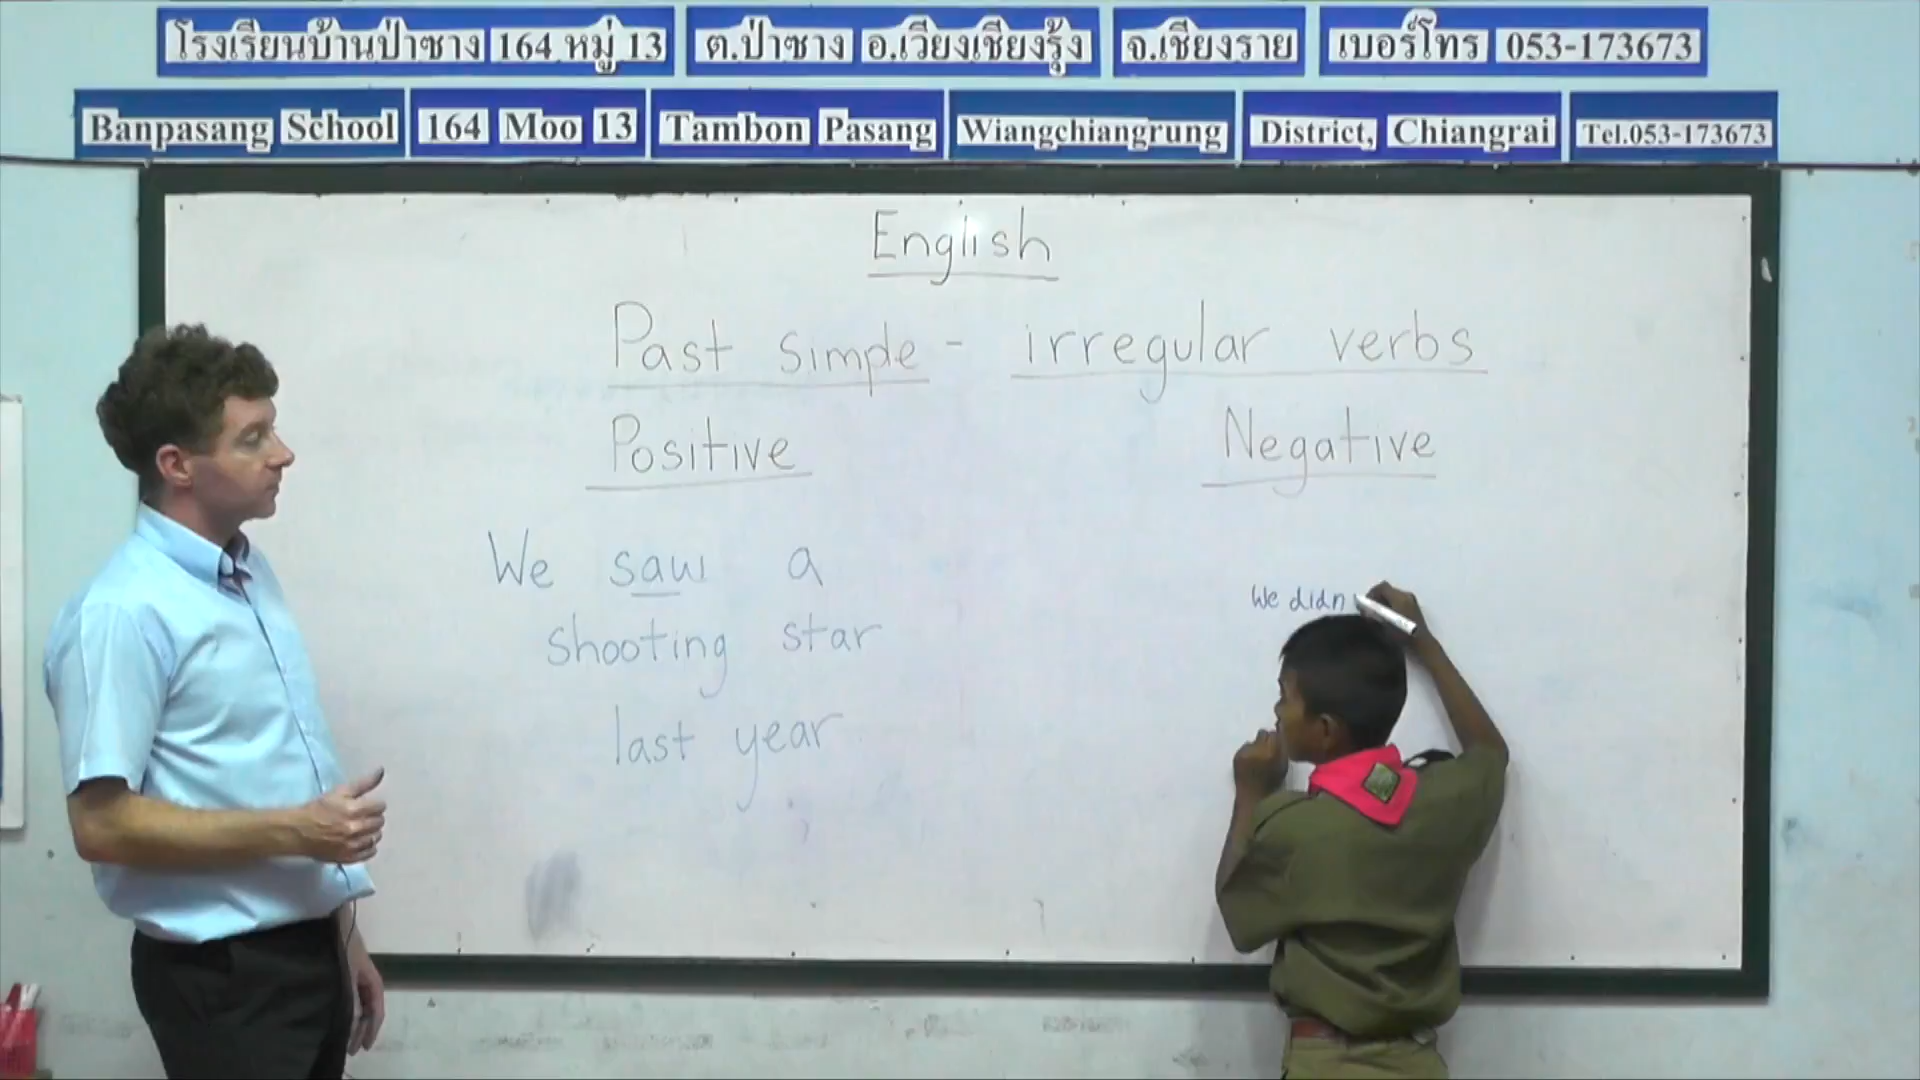 โรงเรียนบ้านป่าซาง 164 หมู่ 13 ต.ป่าซาง อ.เวียงเชียงรุ้ง จ.เชียงราย เบอร์โทร 053-173673
Banpasang School 164 Moo 13 Tambon Pasang Wiangchiangrung District, Chiangrai Tel.053-173673
English
Past simple - irregular verbs
Positive
We saw a
shooting star
last year
Negative
We didn